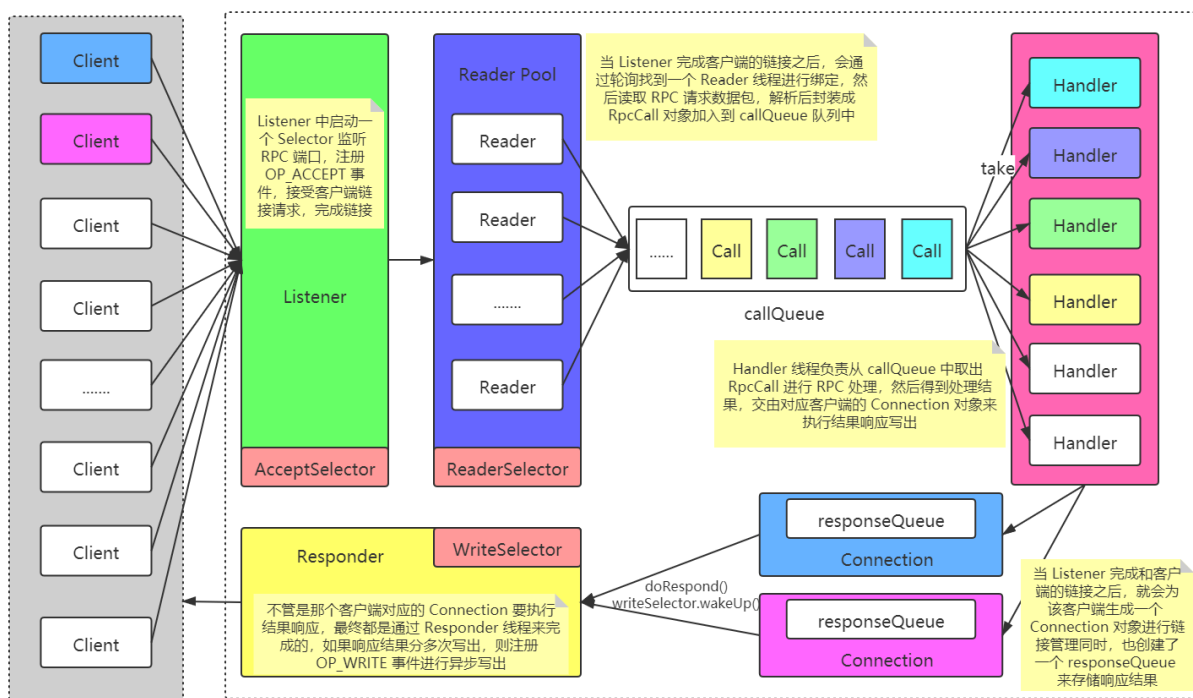 Client
Client
Client
Client
.......
Client
Client
Client
Listener 中启动一
个 Selector 监听
RPC 端口，注册
OP_ACCEPT 事
件，接受客户端链
接请求，完成链接
Listener
AcceptSelector
Reader Pool
Reader
Reader
.......
Reader
ReaderSelector
当 Listener 完成客户端的链接之后，会通
过轮询找到一个 Reader 线程进行绑定，然
后读取 RPC 请求数据包，解析后封装成
RpcCall 对象加入到 callQueue 队列中
......
Call
Call
Call
Call
callQueue
take
Handler
Handler
Handler
Handler
Handler
Handler
Handler 线程负责从 callQueue 中取出
RpcCall 进行 RPC 处理，然后得到处理结
果，交由对应客户端的 Connection 对象来
执行结果响应写出
responseQueue
Connection
responseQueue
Connection
当 Listener 完成和客户
端的链接之后，就会为
该客户端生成一个
Connection 对象进行链
接管理同时，也创建了
一个 responseQueue
来存储响应结果
doRespond()
writeSelector.wakeUp()
Responder
WriteSelector
不管是那个客户端对应的 Connection 要执行
结果响应，最终都是通过 Responder 线程来完
成的，如果响应结果分多次写出，则注册
OP_WRITE 事件进行异步写出